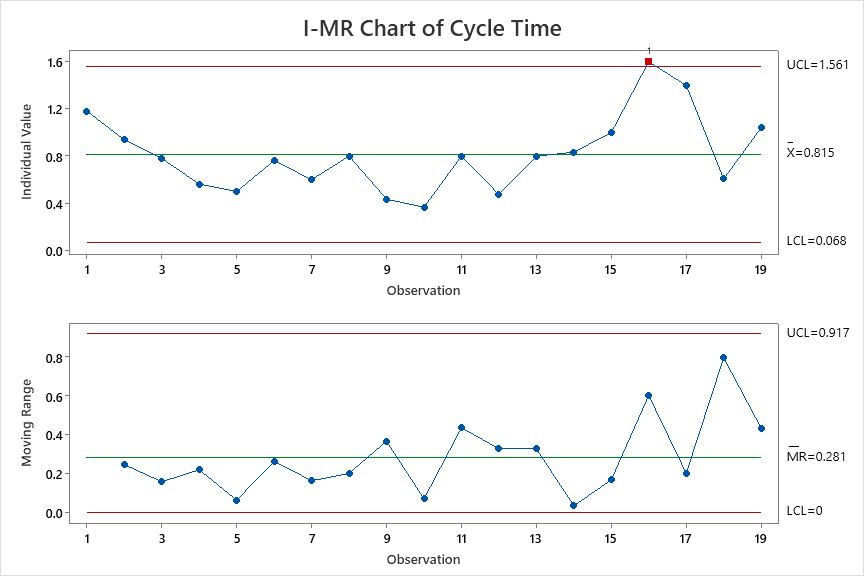 I-MR Chart of Cycle Time
1
1.6
1.2
0.8
0.4
0.0
Individual Value
UCL=1.561
X̄=0.815
LCL=0.068
1 3 5 7 9 11 13 15 17 19
Observation
0.8
0.6
0.4
0.2
0.0
Moving Range
UCL=0.917
M̅R̅=0.281
LCL=0
1 3 5 7 9 11 13 15 17 19
Observation